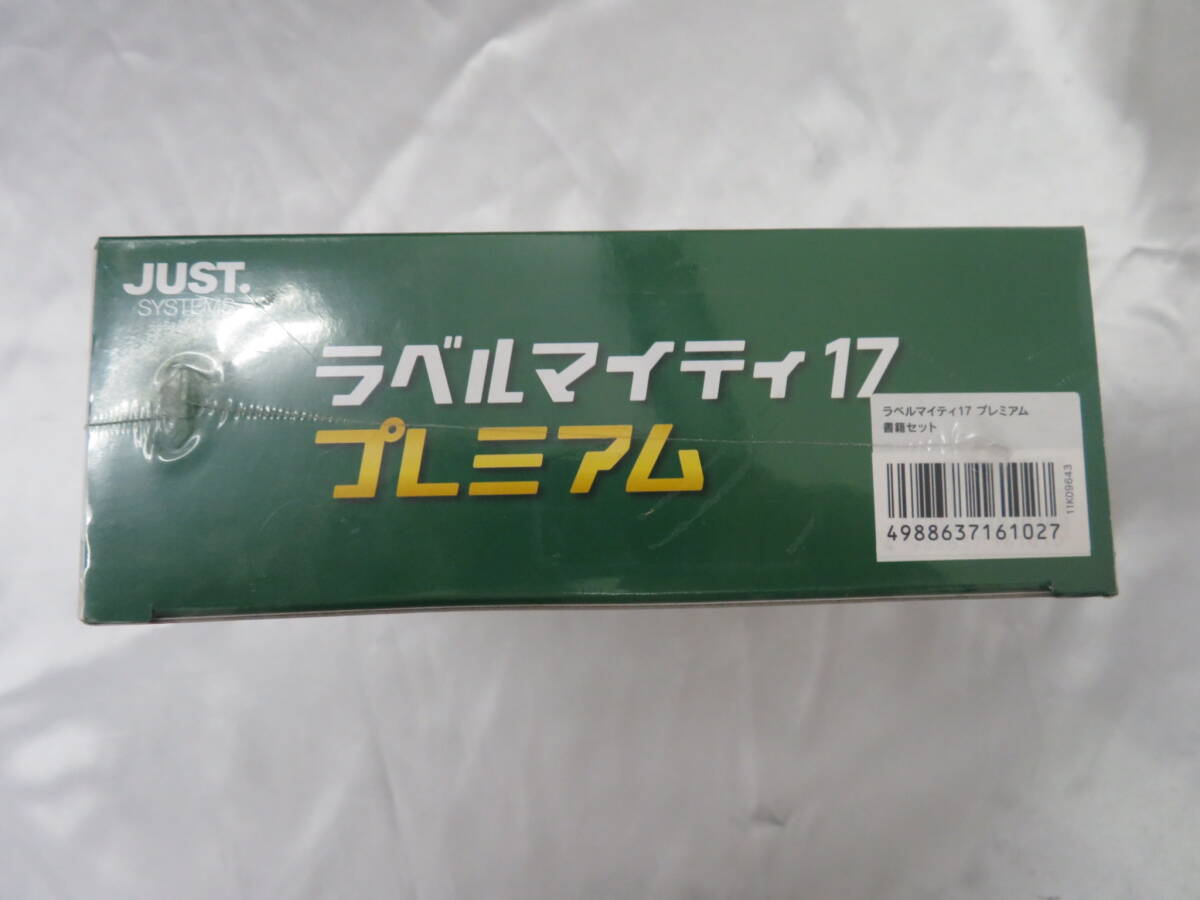 JUST.
SYSTEMS
ラベルマイティ17
プレミアム
ラベルマイティ17 プレミアム
書籍セット
11K09643
4988637161027